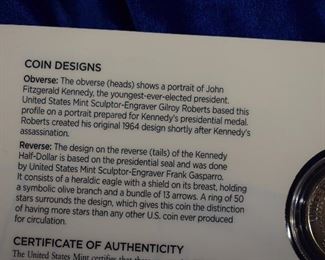 COIN DESIGNS
Obverse: The obverse (heads) shows a portrait of John
Fitzgerald Kennedy, the youngest-ever-elected president.
United States Mint Sculptor-Engraver Gilroy Roberts based this
profile on a portrait prepared for Kennedy's presidential medal.
Roberts created his original 1964 design shortly after Kennedy's
assassination.
Reverse: The design on the reverse (tails) of the Kennedy
Half-Dollar is based on the presidential seal and was done
by United States Mint Sculptor-Engraver Frank Gasparro.
It consists of a heraldic eagle with a shield on its breast, holding
a symbolic olive branch and a bundle of 13 arrows. A ring of 50
stars surrounds the design, which gives this coin the distinction
of having more stars than any other U.S. coin ever produced
for circulation.
CERTIFICATE OF AUTHENTICITY
The United States Mint certifies that